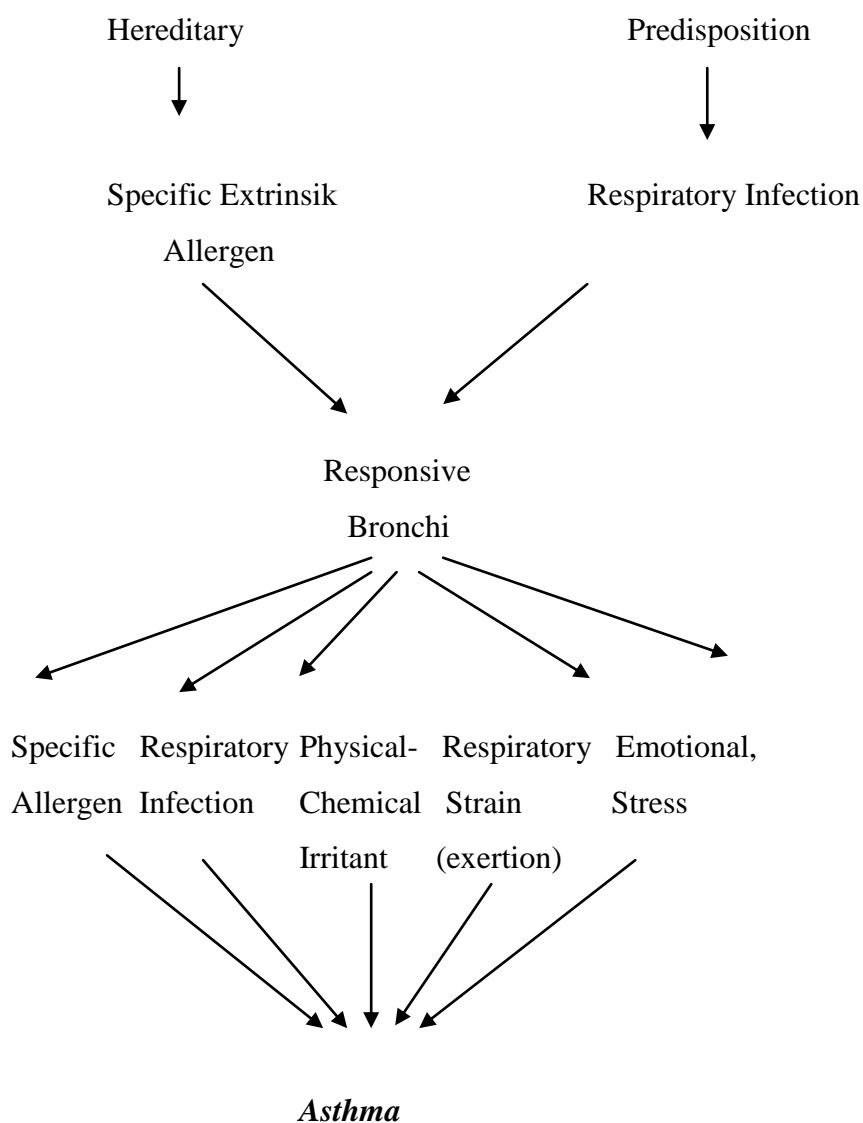 Hereditary Predisposition
Specific Extrinsik Respiratory Infection
Allergen
Responsive
Bronchi
Specific Respiratory Physical- Respiratory Emotional,
Allergen Infection Chemical Strain Stress
Irritant (exertion)
Asthma